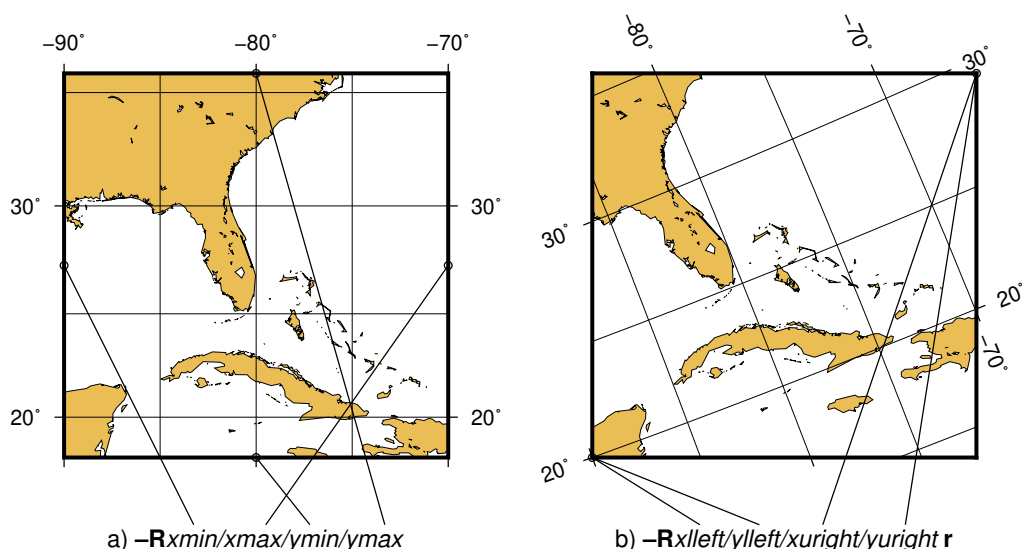 −90˚ −80˚ −70˚
30˚ 30˚
20˚ 20˚
a) −Rxmin/xmax/ymin/ymax
−80˚ −70˚ 30˚
30˚ 20˚
−70˚
20˚
b) −Rxlleft/ylleft/xuright/yuright r